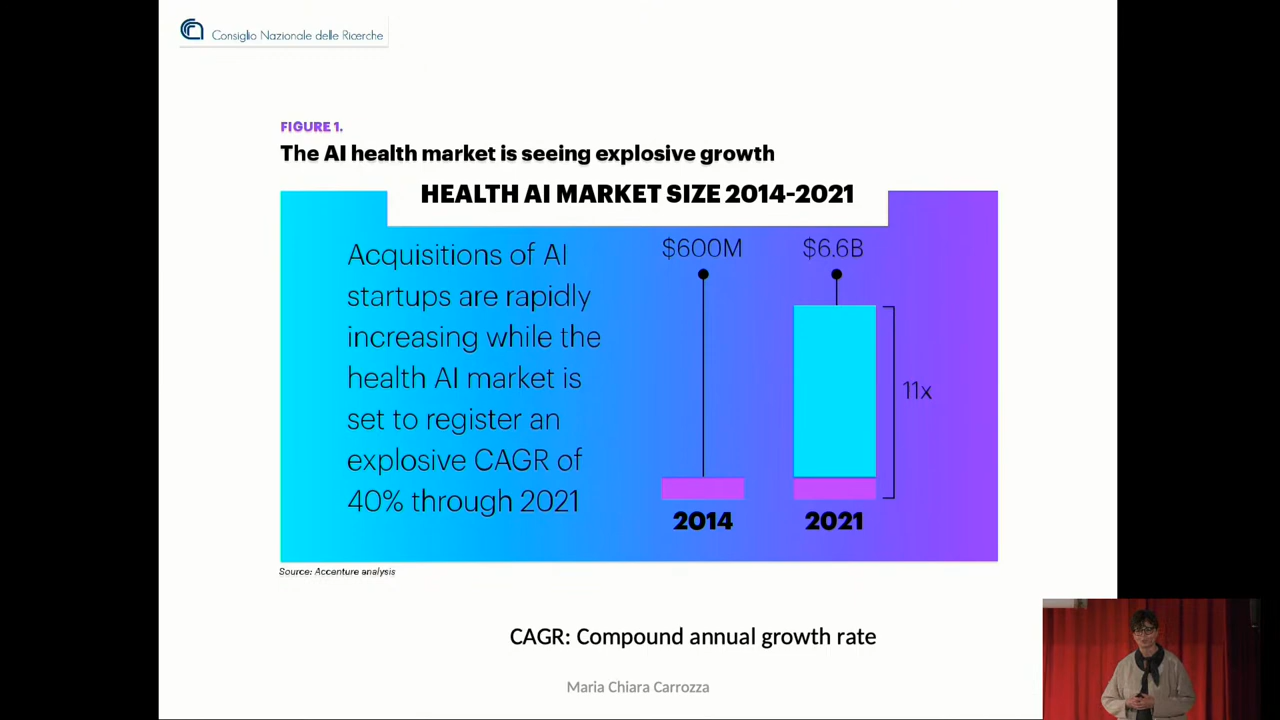 Consiglio Nazionale delle Ricerche
FIGURE 1.
The AI health market is seeing explosive growth
HEALTH AI MARKET SIZE 2014-2021
Acquisitions of AI
startups are rapidly
increasing while the
health AI market is
set to register an
explosive CAGR of
40% through 2021
$600M
$6.6B
11x
2014
2021
Source: Accenture analysis
CAGR: Compound annual growth rate
Maria Chiara Carrozza